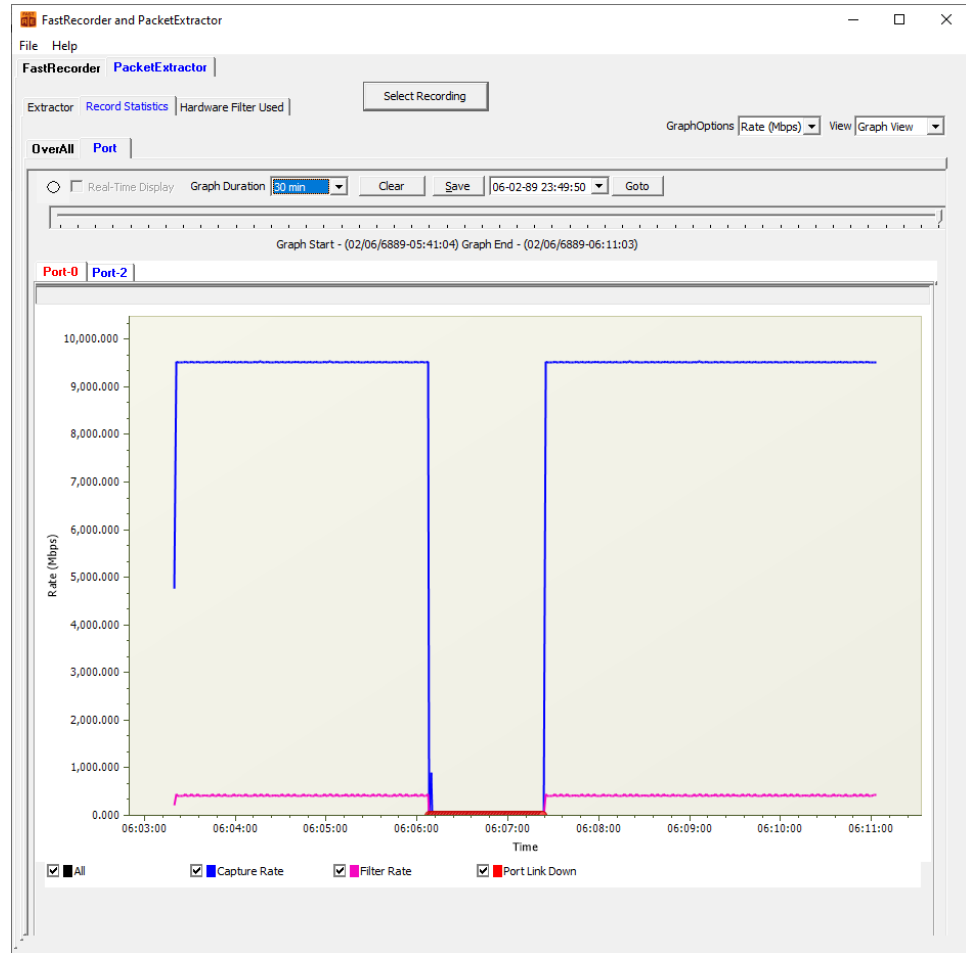 FastRecorder and PacketExtractor
File Help
FastRecorder PacketExtractor
Select Recording
Extractor Record Statistics Hardware Filter Used
GraphOptions Rate (Mbps) View Graph View
OverAll Port
Real-Time Display Graph Duration 30 min Clear Save 06-02-89 23:49:50 Goto
Graph Start - (02/06/6889-05:41:04) Graph End - (02/06/6889-06:11:03)
Port-0 Port-2
10,000.000
9,000.000
8,000.000
7,000.000
6,000.000
5,000.000
4,000.000
3,000.000
2,000.000
1,000.000
0.000
Rate (Mbps)
06:03:00 06:04:00 06:05:00 06:06:00 06:07:00 06:08:00 06:09:00 06:10:00 06:11:00
Time
All Capture Rate Filter Rate Port Link Down